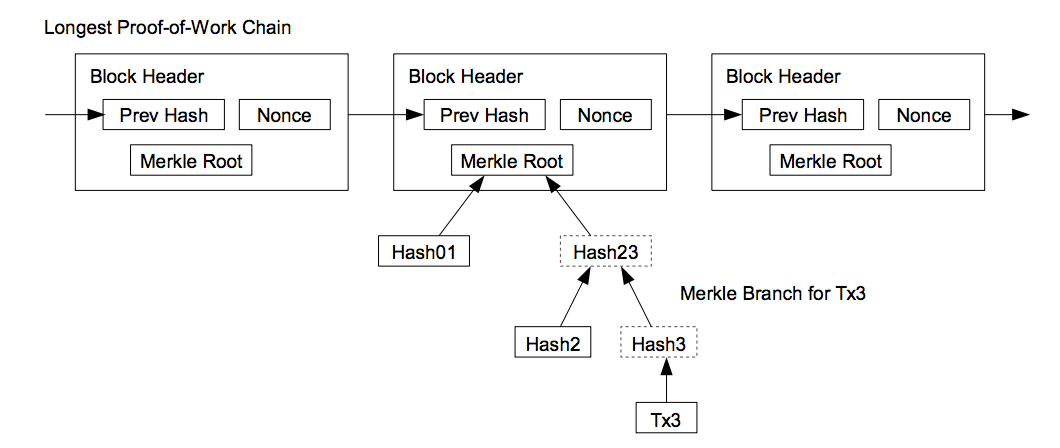 Longest Proof-of-Work Chain
Block Header
Prev Hash
Nonce
Merkle Root
Block Header
Prev Hash
Nonce
Merkle Root
Block Header
Prev Hash
Nonce
Merkle Root
Hash01
Hash23
Merkle Branch for Tx3
Hash2
Hash3
Tx3